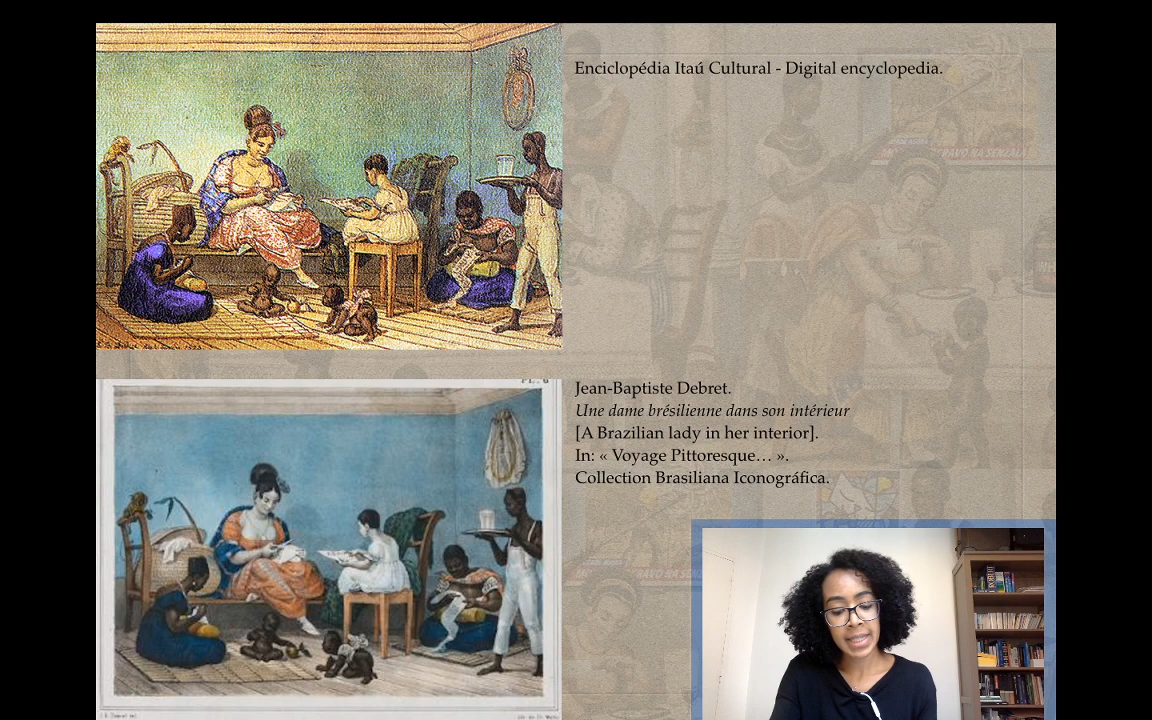 Enciclopédia Itaú Cultural - Digital encyclopedia.
Jean-Baptiste Debret.
Une dame brésilienne dans son intérieur
[A Brazilian lady in her interior].
In: « Voyage Pittoresque… ».
Collection Brasiliana Iconográfica.